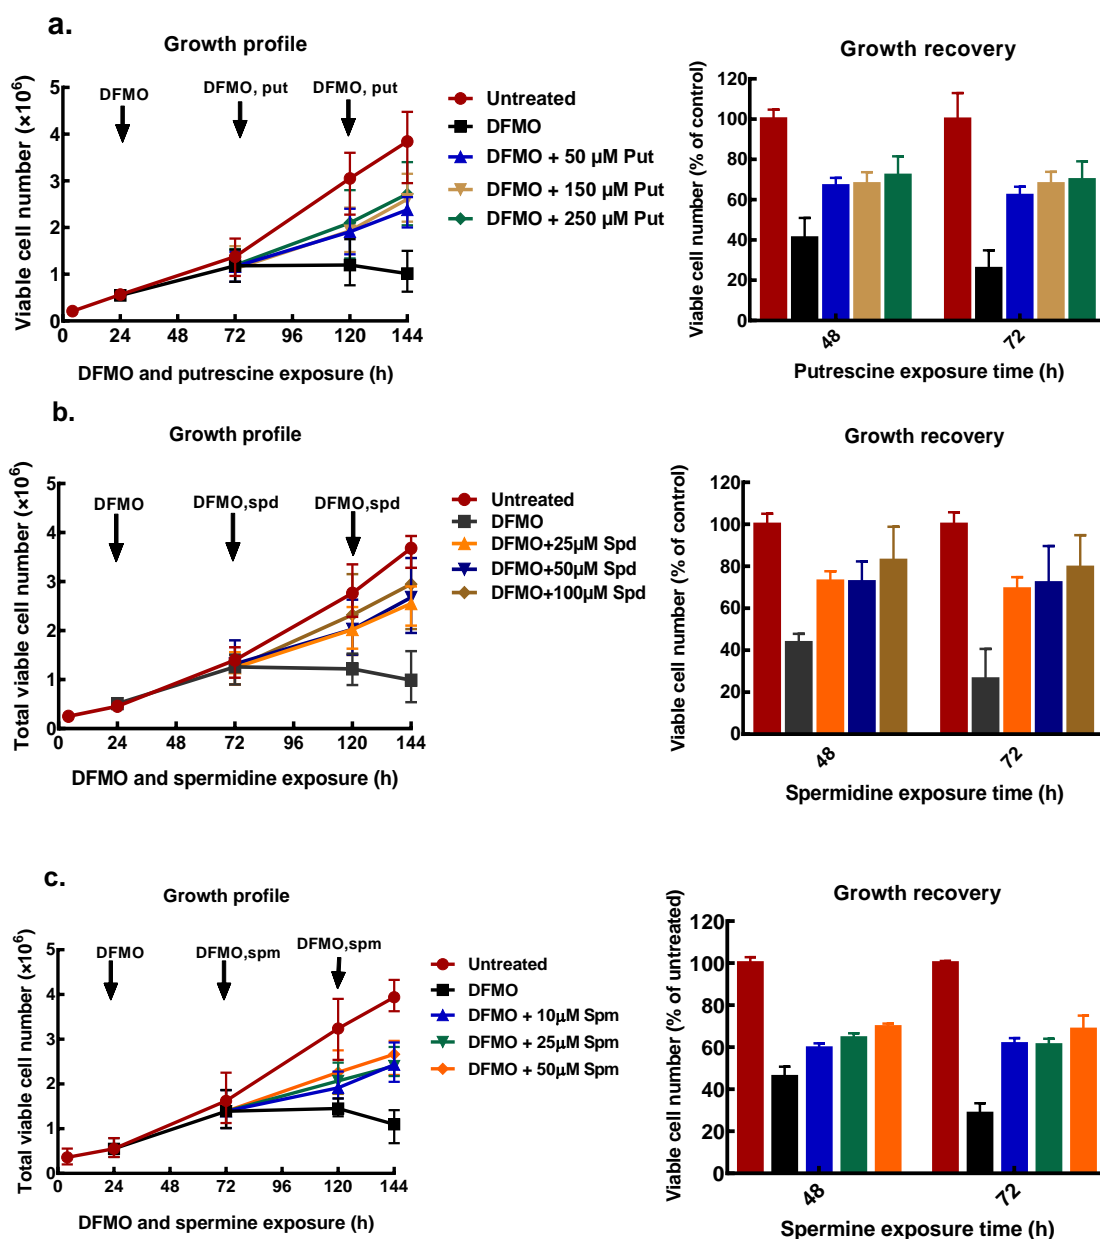 a.
Growth profile
DFMO
DFMO, put
DFMO, put
Viable cell number (×10⁶)
5
4
3
2
1
0
0 24 48 72 96 120 144
DFMO and putrescine exposure (h)
Untreated
DFMO
DFMO + 50 µM Put
DFMO + 150 µM Put
DFMO + 250 µM Put
Growth recovery
Viable cell number (% of control)
120
100
80
60
40
20
0
48
72
Putrescine exposure time (h)
b.
Growth profile
DFMO
DFMO,spd
DFMO,spd
Total viable cell number (×10⁶)
5
4
3
2
1
0
0 24 48 72 96 120 144
DFMO and spermidine exposure (h)
Untreated
DFMO
DFMO+25µM Spd
DFMO+50µM Spd
DFMO+100µM Spd
Growth recovery
Viable cell number (% of control)
120
100
80
60
40
20
0
48
72
Spermidine exposure time (h)
c.
Growth profile
DFMO
DFMO,spm
DFMO,spm
Total viable cell number (×10⁶)
5
4
3
2
1
0
0 24 48 72 96 120 144
DFMO and spermine exposure (h)
Untreated
DFMO
DFMO + 10µM Spm
DFMO + 25µM Spm
DFMO + 50µM Spm
Growth recovery
Viable cell number (% of untreated)
120
100
80
60
40
20
0
48
72
Spermine exposure time (h)